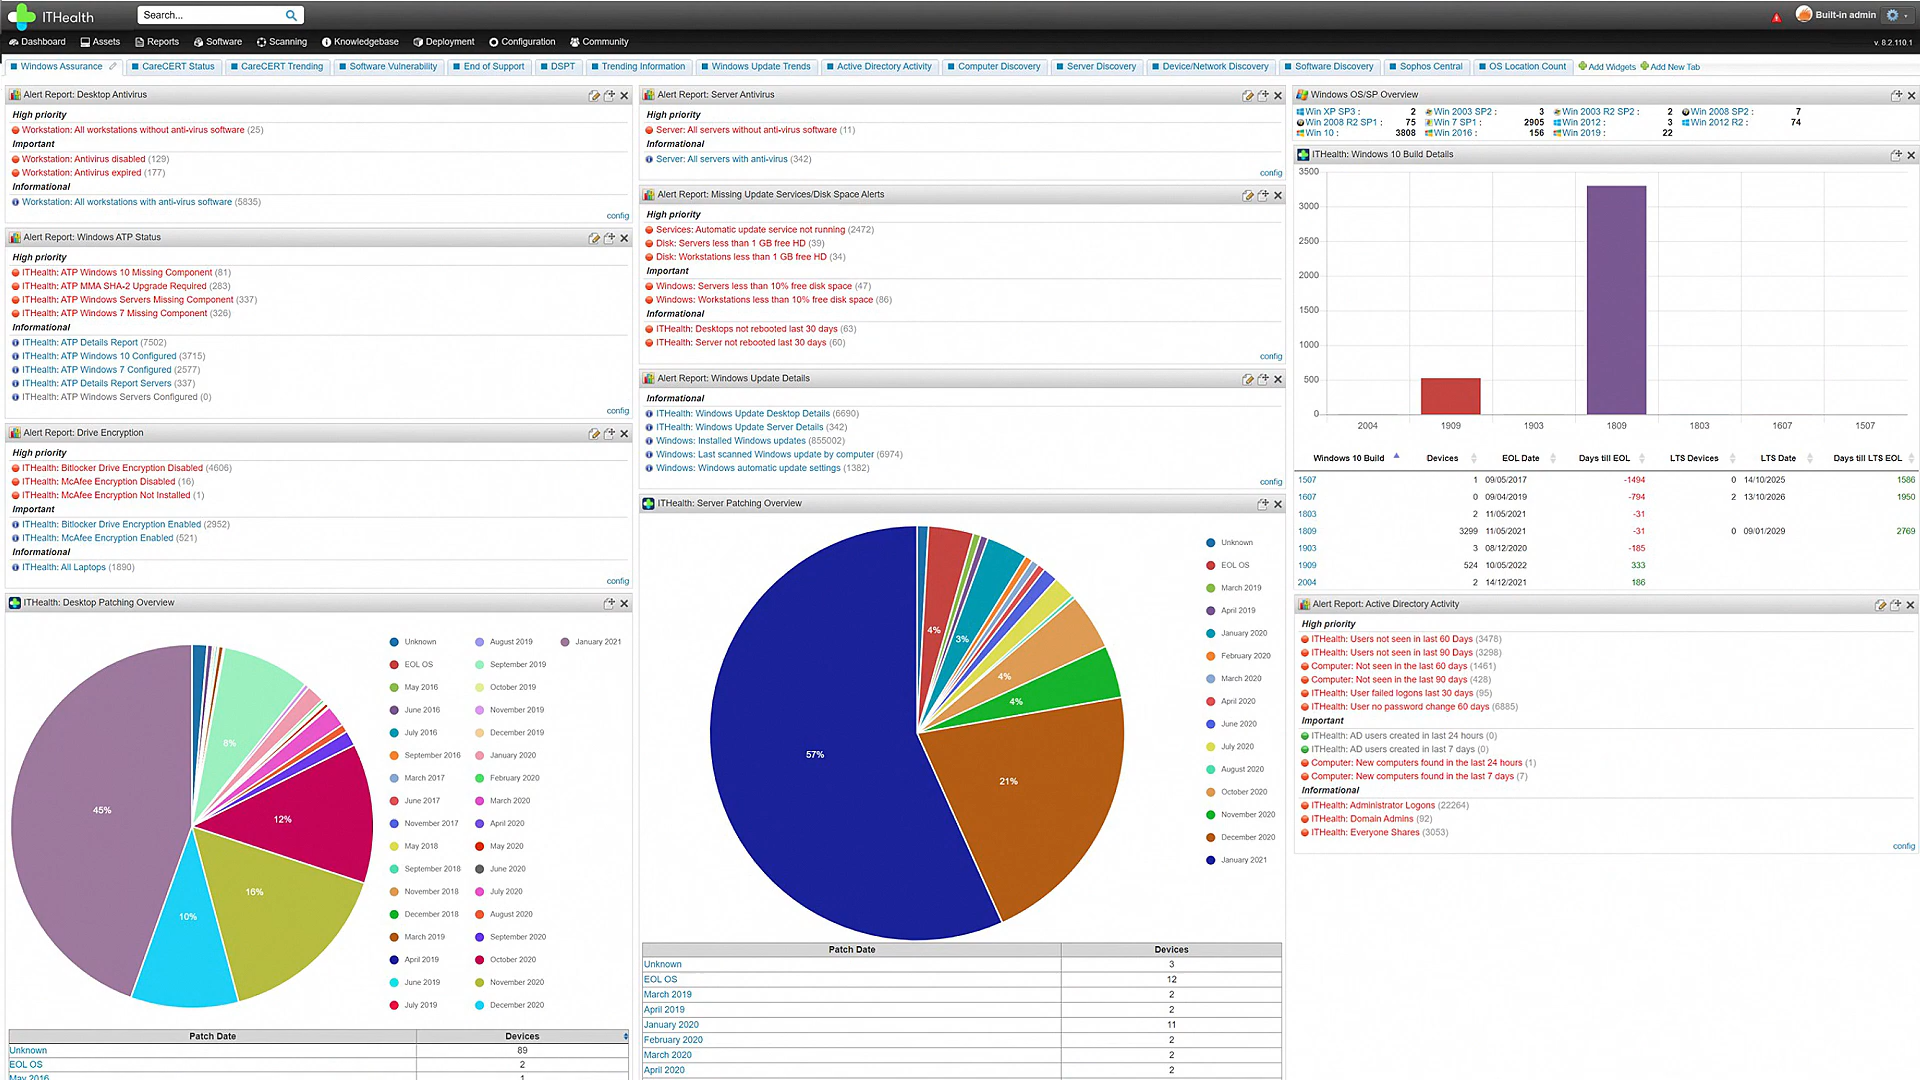 ITHealth
Search...
Built-in admin
Dashboard Assets Reports Software Scanning Knowledgebase Deployment Configuration Community
v. 8.2.110.1
Windows Assurance CareCERT Status CareCERT Trending Software Vulnerability End of Support DSPT Trending Information Windows Update Trends Active Directory Activity Computer Discovery Server Discovery Device/Network Discovery Software Discovery Sophos Central OS Location Count Add Widgets Add New Tab
Alert Report: Desktop Antivirus
High priority
Workstation: All workstations without anti-virus software (25)
Important
Workstation: Antivirus disabled (129)
Workstation: Antivirus expired (177)
Informational
Workstation: All workstations with anti-virus software (5835)
config
Alert Report: Windows ATP Status
High priority
ITHealth: ATP Windows 10 Missing Component (81)
ITHealth: ATP MMA SHA-2 Upgrade Required (283)
ITHealth: ATP Windows Servers Missing Component (337)
ITHealth: ATP Windows 7 Missing Component (326)
Informational
ITHealth: ATP Details Report (7502)
ITHealth: ATP Windows 10 Configured (3715)
ITHealth: ATP Windows 7 Configured (2577)
ITHealth: ATP Details Report Servers (337)
ITHealth: ATP Windows Servers Configured (0)
config
Alert Report: Drive Encryption
High priority
ITHealth: Bitlocker Drive Encryption Disabled (4606)
ITHealth: McAfee Encryption Disabled (16)
ITHealth: McAfee Encryption Not Installed (1)
Important
ITHealth: Bitlocker Drive Encryption Enabled (2952)
ITHealth: McAfee Encryption Enabled (521)
Informational
ITHealth: All Laptops (1890)
config
ITHealth: Desktop Patching Overview
45%
8%
12%
16%
10%
Unknown August 2019 January 2021
EOL OS September 2019
May 2016 October 2019
June 2016 November 2019
July 2016 December 2019
September 2016 January 2020
March 2017 February 2020
June 2017 March 2020
November 2017 April 2020
May 2018 May 2020
September 2018 June 2020
November 2018 July 2020
December 2018 August 2020
March 2019 September 2020
April 2019 October 2020
June 2019 November 2020
July 2019 December 2020
Patch Date Devices
Unknown 89
EOL OS 2
May 2016 1
Alert Report: Server Antivirus
High priority
Server: All servers without anti-virus software (11)
Informational
Server: All servers with anti-virus (342)
config
Alert Report: Missing Update Services/Disk Space Alerts
High priority
Services: Automatic update service not running (2472)
Disk: Servers less than 1 GB free HD (39)
Disk: Workstations less than 1 GB free HD (34)
Important
Windows: Servers less than 10% free disk space (47)
Windows: Workstations less than 10% free disk space (86)
Informational
ITHealth: Desktops not rebooted last 30 days (63)
ITHealth: Server not rebooted last 30 days (60)
config
Alert Report: Windows Update Details
Informational
ITHealth: Windows Update Desktop Details (6690)
ITHealth: Windows Update Server Details (342)
Windows: Installed Windows updates (855002)
Windows: Last scanned Windows update by computer (6974)
Windows: Windows automatic update settings (1382)
config
ITHealth: Server Patching Overview
4%
3%
4%
4%
57%
21%
Unknown
EOL OS
March 2019
April 2019
January 2020
February 2020
March 2020
April 2020
June 2020
July 2020
August 2020
October 2020
November 2020
December 2020
January 2021
Patch Date Devices
Unknown 3
EOL OS 12
March 2019 2
April 2019 2
January 2020 11
February 2020 2
March 2020 2
April 2020 2
Windows OS/SP Overview
Win XP SP3 : 2 Win 2003 SP2 : 3 Win 2003 R2 SP2 : 2 Win 2008 SP2 : 7
Win 2008 R2 SP1 : 75 Win 7 SP1 : 2905 Win 2012 : 3 Win 2012 R2 : 74
Win 10 : 3808 Win 2016 : 156 Win 2019 : 22
ITHealth: Windows 10 Build Details
3500
3000
2500
2000
1500
1000
500
0
2004 1909 1903 1809 1803 1607 1507
Windows 10 Build Devices EOL Date Days till EOL LTS Devices LTS Date Days till LTS EOL
1507 1 09/05/2017 -1494 0 14/10/2025 1586
1607 0 09/04/2019 -794 2 13/10/2026 1950
1803 2 11/05/2021 -31
1809 3299 11/05/2021 -31 0 09/01/2029 2769
1903 3 08/12/2020 -185
1909 524 10/05/2022 333
2004 2 14/12/2021 186
Alert Report: Active Directory Activity
High priority
ITHealth: Users not seen in last 60 Days (3478)
ITHealth: Users not seen in last 90 Days (3298)
Computer: Not seen in the last 60 days (1461)
Computer: Not seen in the last 90 days (428)
ITHealth: User failed logons last 30 days (95)
ITHealth: User no password change 60 days (6885)
Important
ITHealth: AD users created in last 24 hours (0)
ITHealth: AD users created in last 7 days (0)
Computer: New computers found in the last 24 hours (1)
Computer: New computers found in the last 7 days (7)
Informational
ITHealth: Administrator Logons (22264)
ITHealth: Domain Admins (92)
ITHealth: Everyone Shares (3053)
config